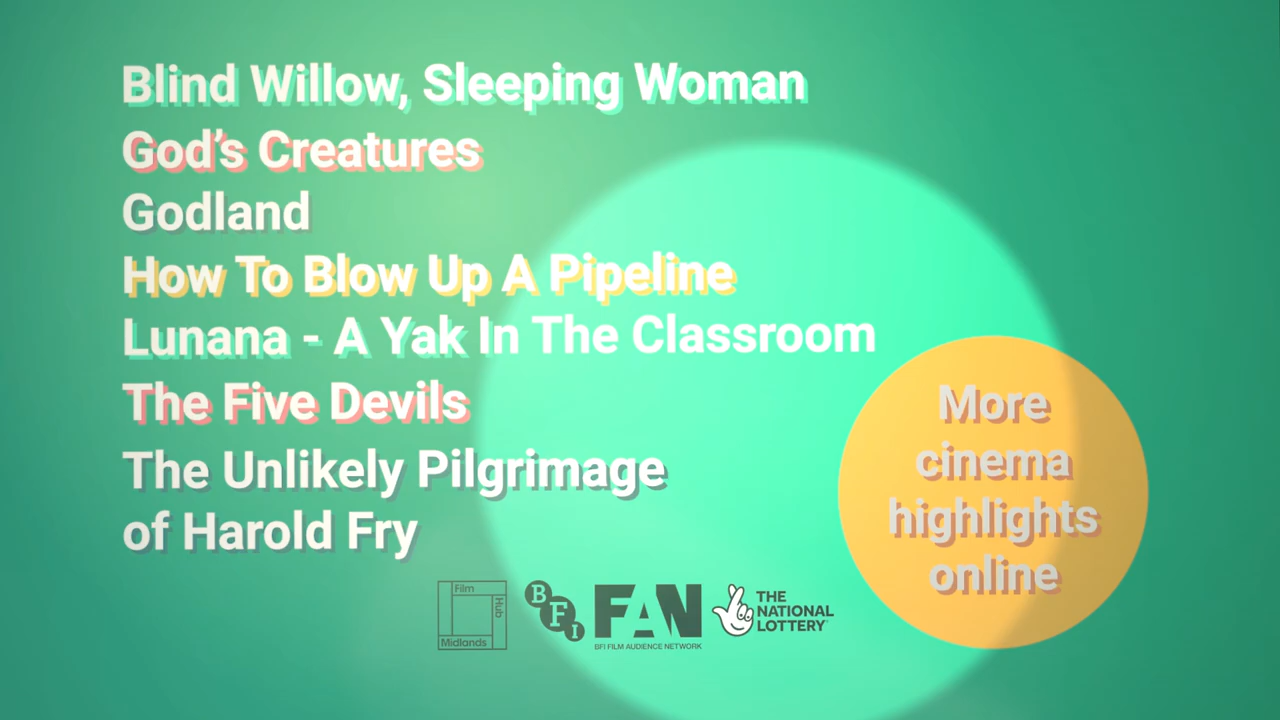 Blind Willow, Sleeping Woman
God's Creatures
Godland
How To Blow Up A Pipeline
Lunana - A Yak In The Classroom
The Five Devils
The Unlikely Pilgrimage
of Harold Fry
More
cinema
highlights
online
Film
Hub
Midlands
BFI
FAN
BFI FILM AUDIENCE NETWORK
THE
NATIONAL
LOTTERY